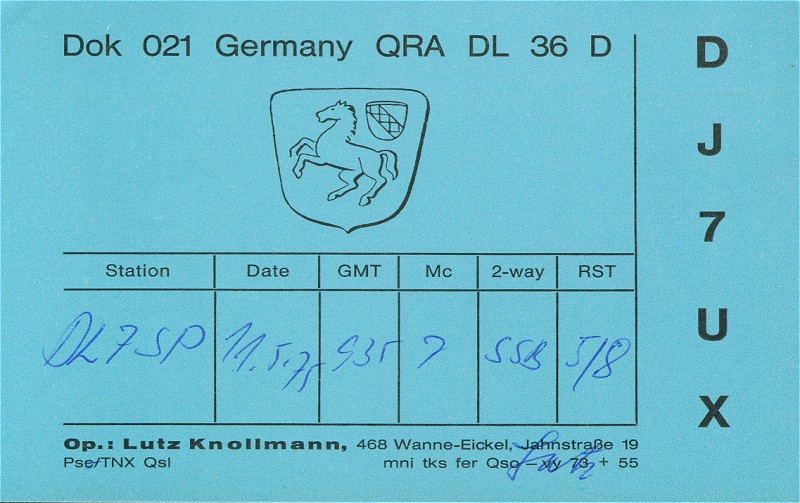 Dok 021 Germany QRA DL 36 D
DJ7UX
Station Date GMT Mc 2-way RST
DL7SP 11.5.75 935 7 SSB 5/8
Op.: Lutz Knollmann, 468 Wanne-Eickel, Jahnstraße 19
Pse/TNX Qsl mni tks fer Qso – vy 73 + 55